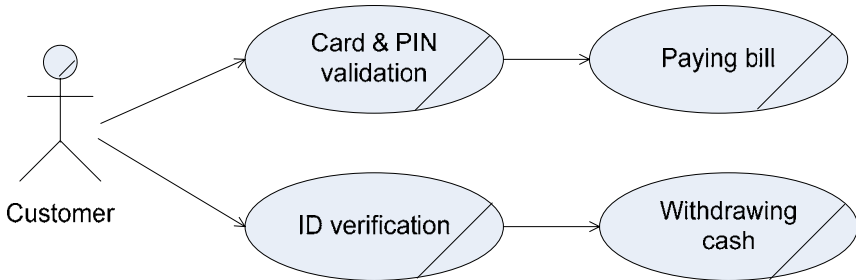 Card & PIN
validation
Paying bill
Customer
ID verification
Withdrawing
cash